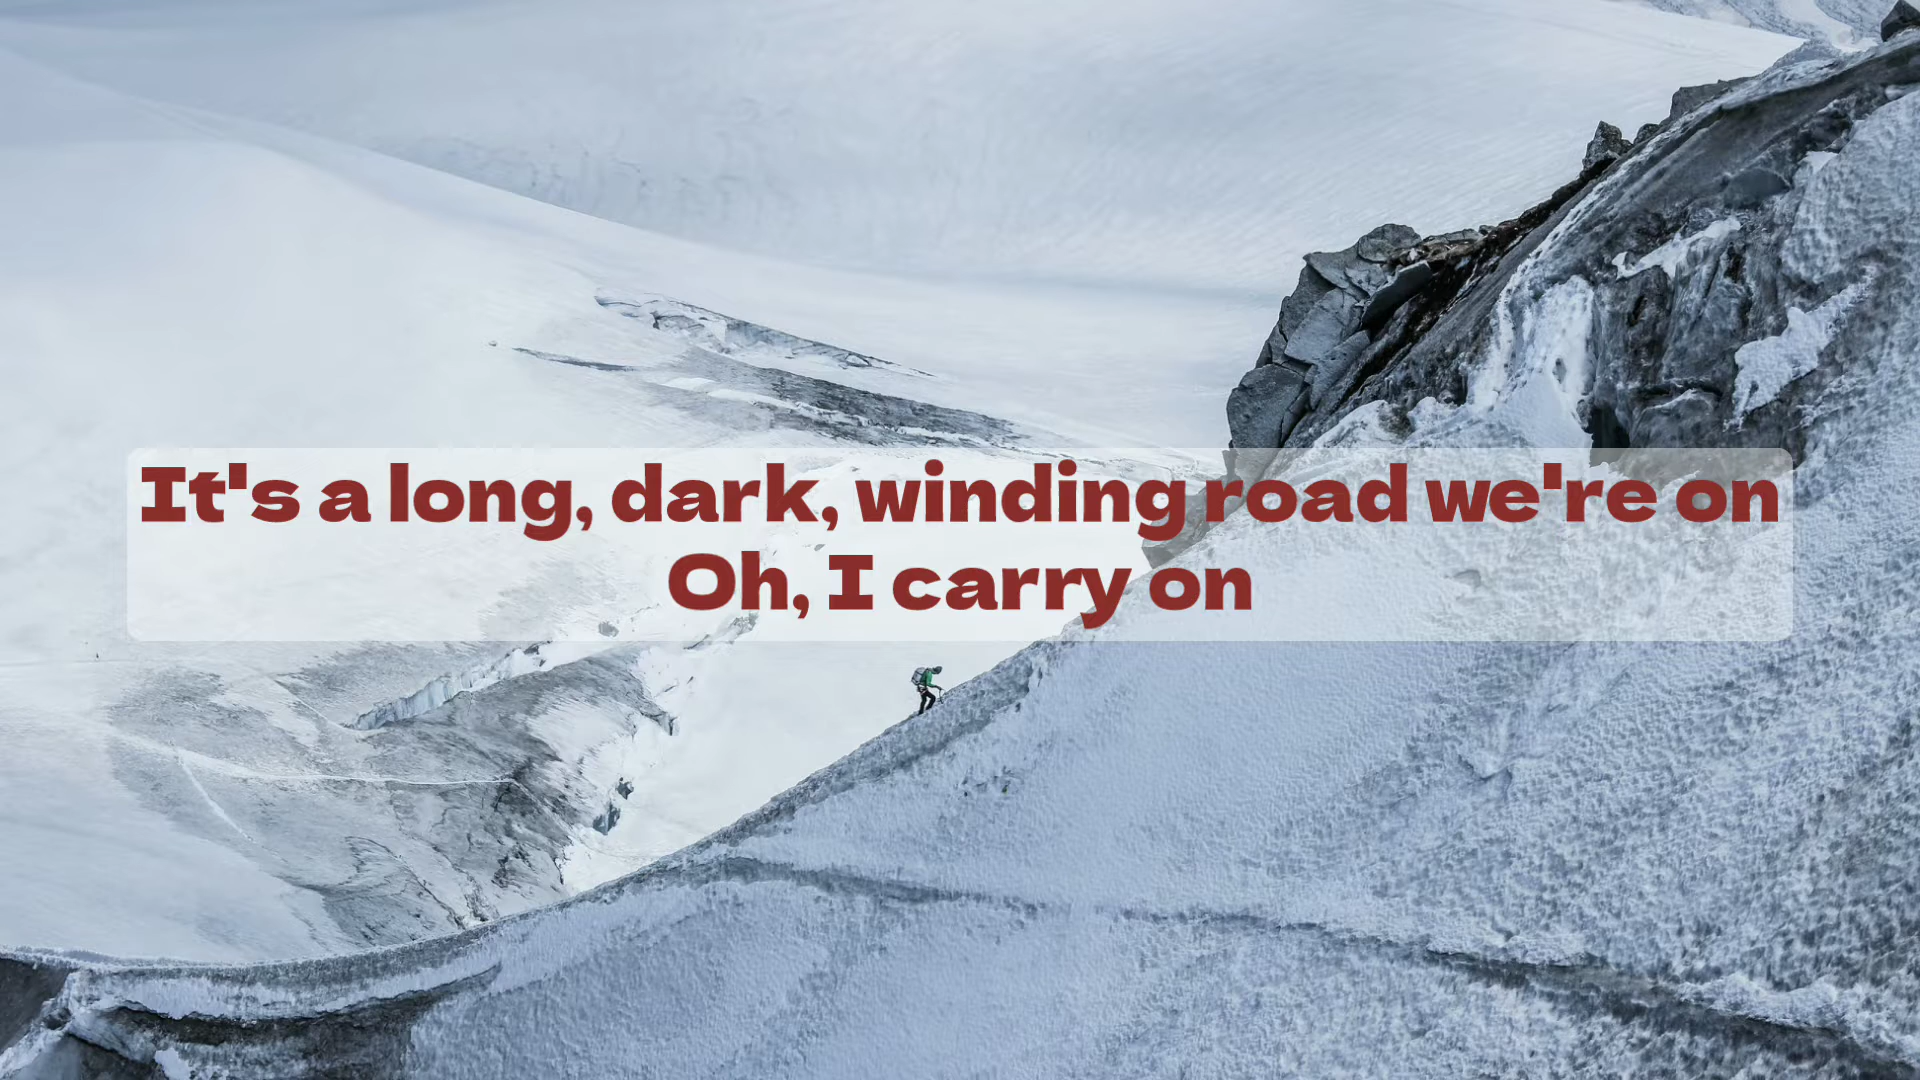 It's a long, dark, winding road we're on
Oh, I carry on